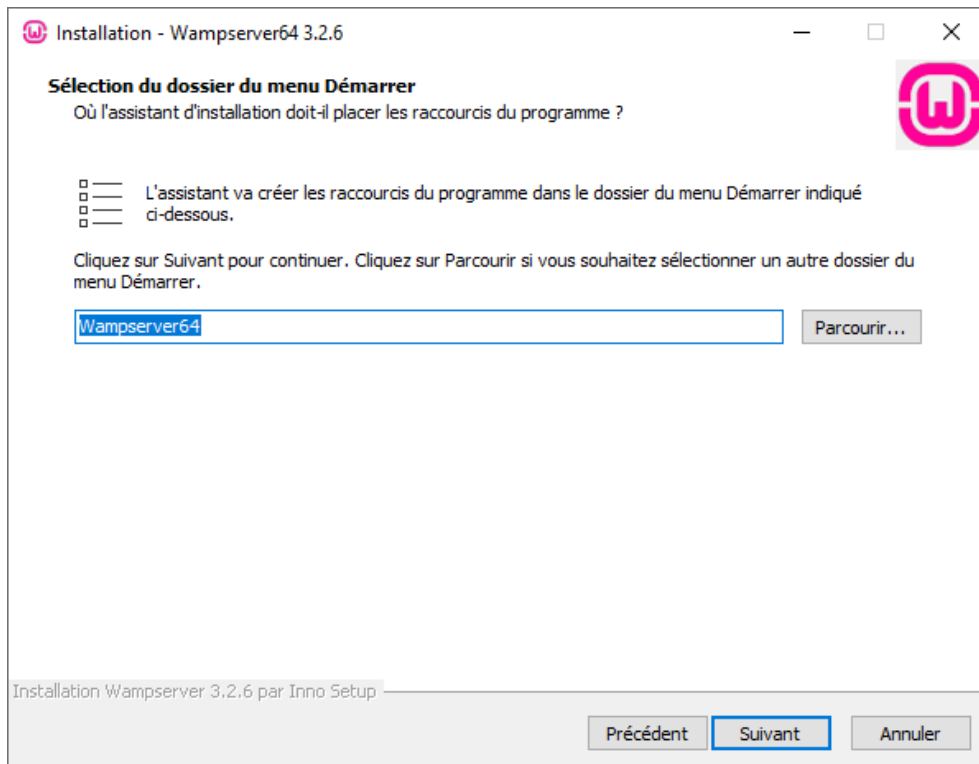 Installation - Wampserver64 3.2.6
Sélection du dossier du menu Démarrer
Où l'assistant d'installation doit-il placer les raccourcis du programme ?
L'assistant va créer les raccourcis du programme dans le dossier du menu Démarrer indiqué
ci-dessous.
Cliquez sur Suivant pour continuer. Cliquez sur Parcourir si vous souhaitez sélectionner un autre dossier du
menu Démarrer.
Wampserver64
Parcourir...
Installation Wampserver 3.2.6 par Inno Setup
Précédent
Suivant
Annuler